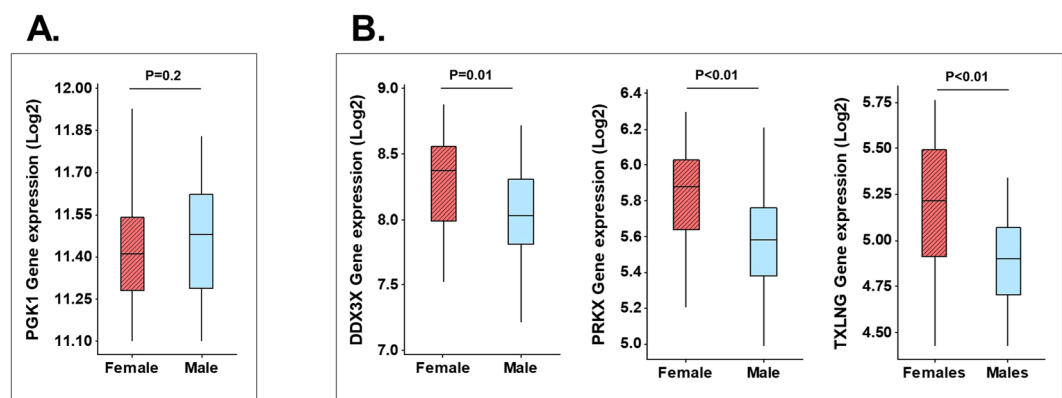 A.
P=0.2
PGK1 Gene expression (Log2)
12.00
11.85
11.70
11.55
11.40
11.25
11.10
Female Male
B.
P=0.01
DDX3X Gene expression (Log2)
9.0
8.5
8.0
7.5
7.0
Female Male
P<0.01
PRKX Gene expression (Log2)
6.4
6.2
6.0
5.8
5.6
5.4
5.2
5.0
Female Male
P<0.01
TXLNG Gene expression (Log2)
5.75
5.50
5.25
5.00
4.75
4.50
Females Males